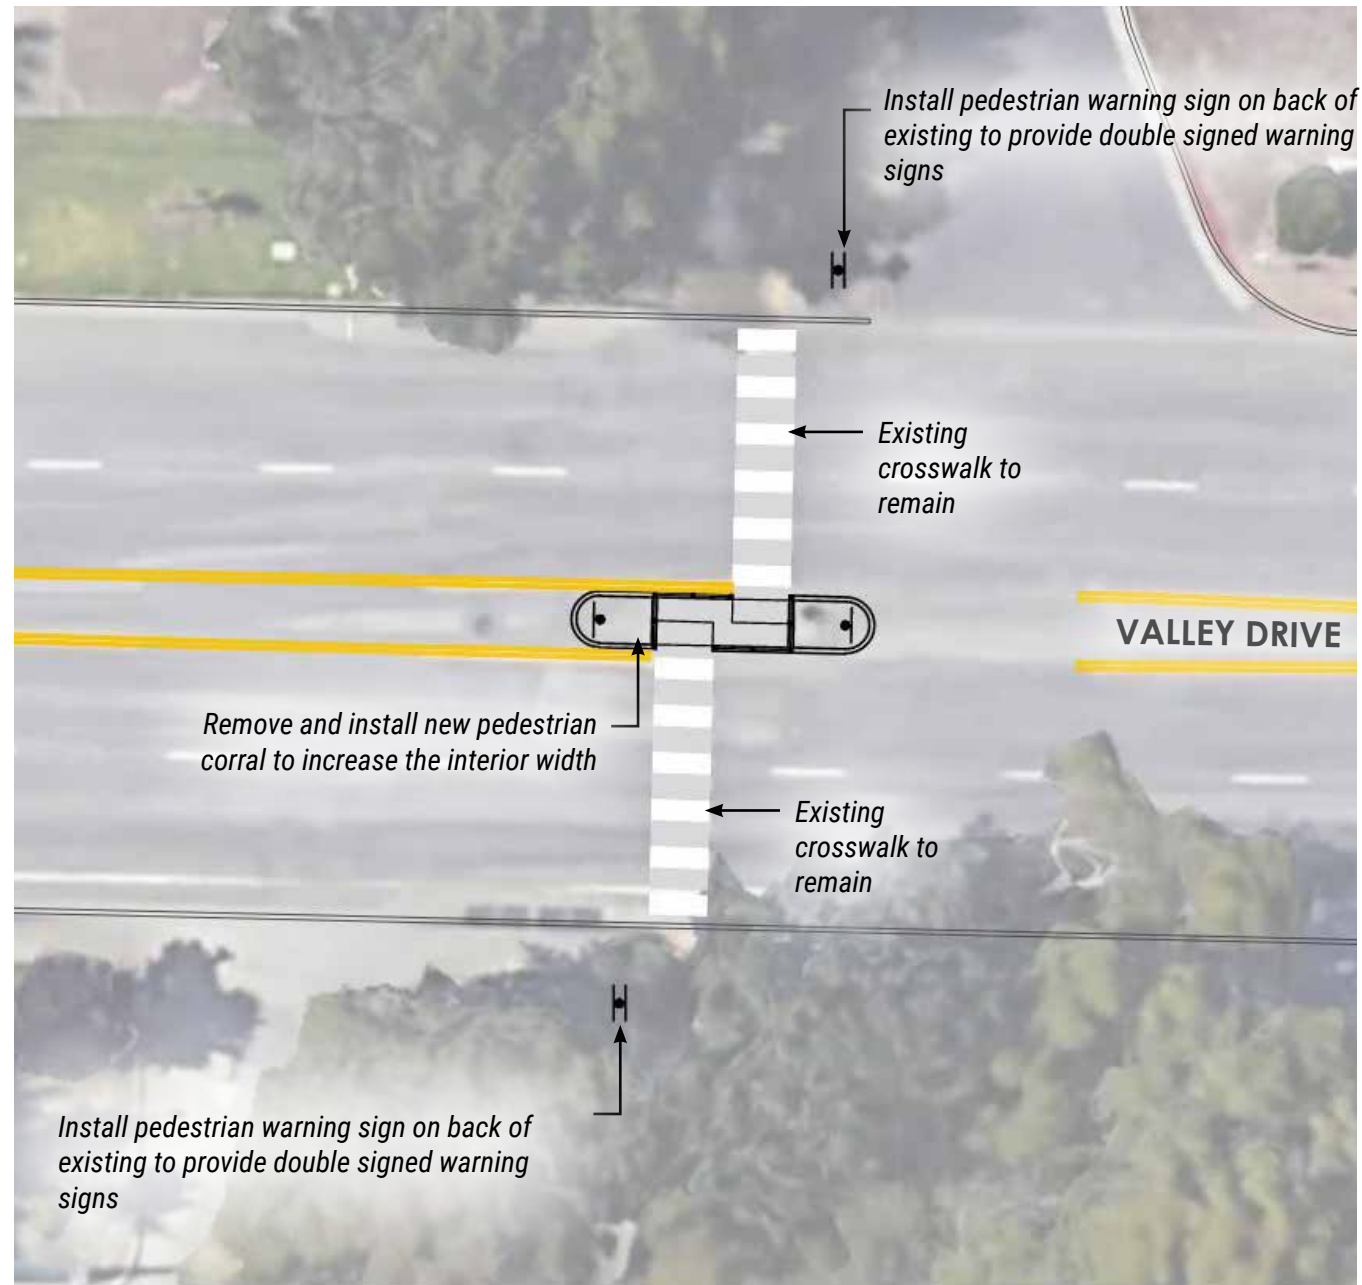 Install pedestrian warning sign on back of
existing to provide double signed warning
signs
Existing
crosswalk to
remain
VALLEY DRIVE
Remove and install new pedestrian
corral to increase the interior width
Existing
crosswalk to
remain
Install pedestrian warning sign on back of
existing to provide double signed warning
signs